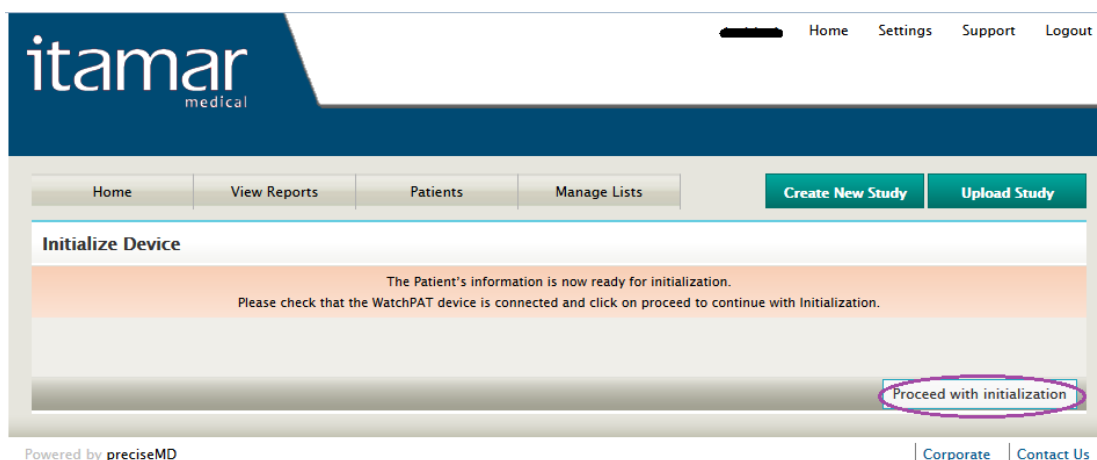 itamar
medical
Home Settings Support Logout
Home View Reports Patients Manage Lists Create New Study Upload Study
Initialize Device
The Patient's information is now ready for initialization.
Please check that the WatchPAT device is connected and click on proceed to continue with Initialization.
Proceed with initialization
Powered by preciseMD Corporate Contact Us